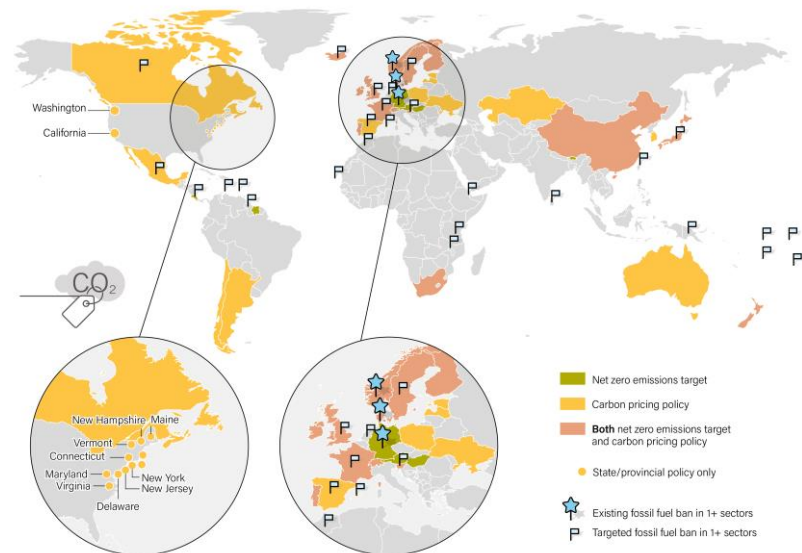 Washington
California
CO₂
New Hampshire
Maine
Vermont
Connecticut
Maryland
Virginia
New York
New Jersey
Delaware
Net zero emissions target
Carbon pricing policy
Both net zero emissions target
and carbon pricing policy
State/provincial policy only
Existing fossil fuel ban in 1+ sectors
Targeted fossil fuel ban in 1+ sectors